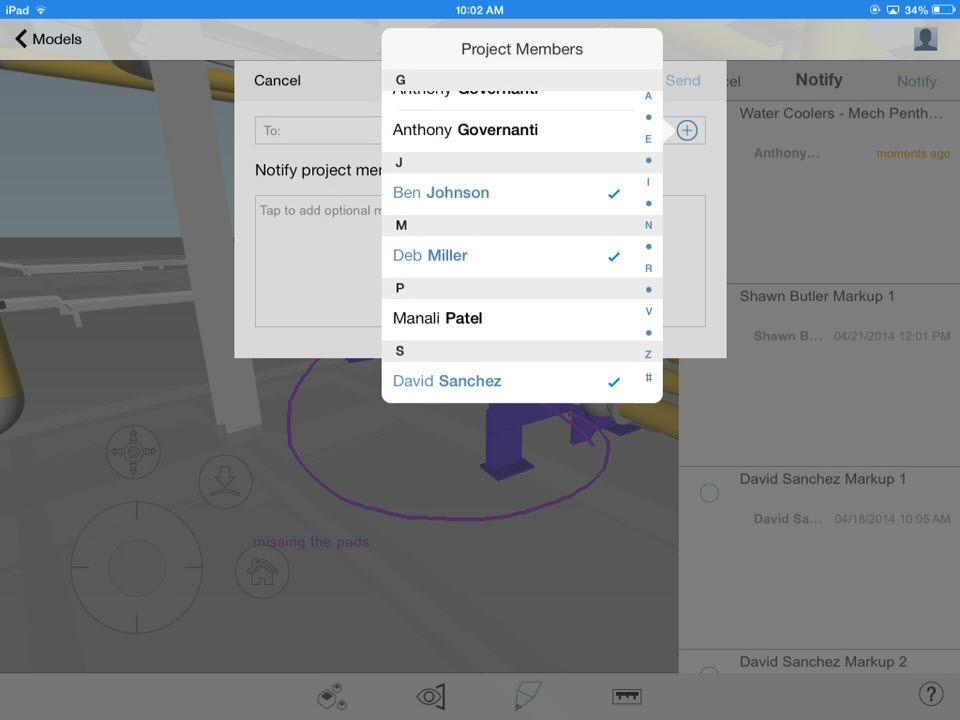 iPad
10:02 AM
34%
Models
Project Members
Cancel
Send
Notify
Notify
G
Anthony Governanti
Anthony Governanti
J
Ben Johnson
M
Deb Miller
P
Manali Patel
S
David Sanchez
A
E
I
N
R
V
Z
#
To:
Notify project
Tap to add optional
Water Coolers - Mech Penth...
Anthony...
moments ago
Shawn Butler Markup 1
Shawn B...
04/21/2014 12:01 PM
David Sanchez Markup 1
David Sa...
04/18/2014 10:05 AM
David Sanchez Markup 2
missing the pads
?